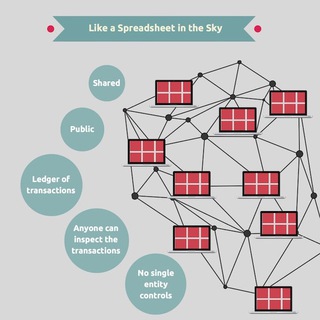 Like a Spreadsheet in the Sky
Shared
Public
Ledger of
transactions
Anyone can
inspect the
transactions
No single
entity
controls